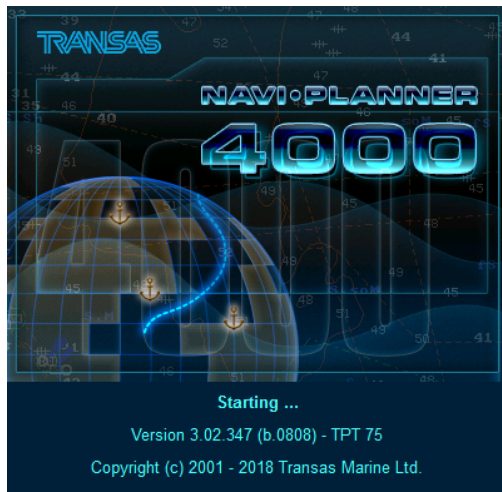 TRANSAS
NAVI•PLANNER
4000
Starting ...
Version 3.02.347 (b.0808) - TPT 75
Copyright (c) 2001 - 2018 Transas Marine Ltd.